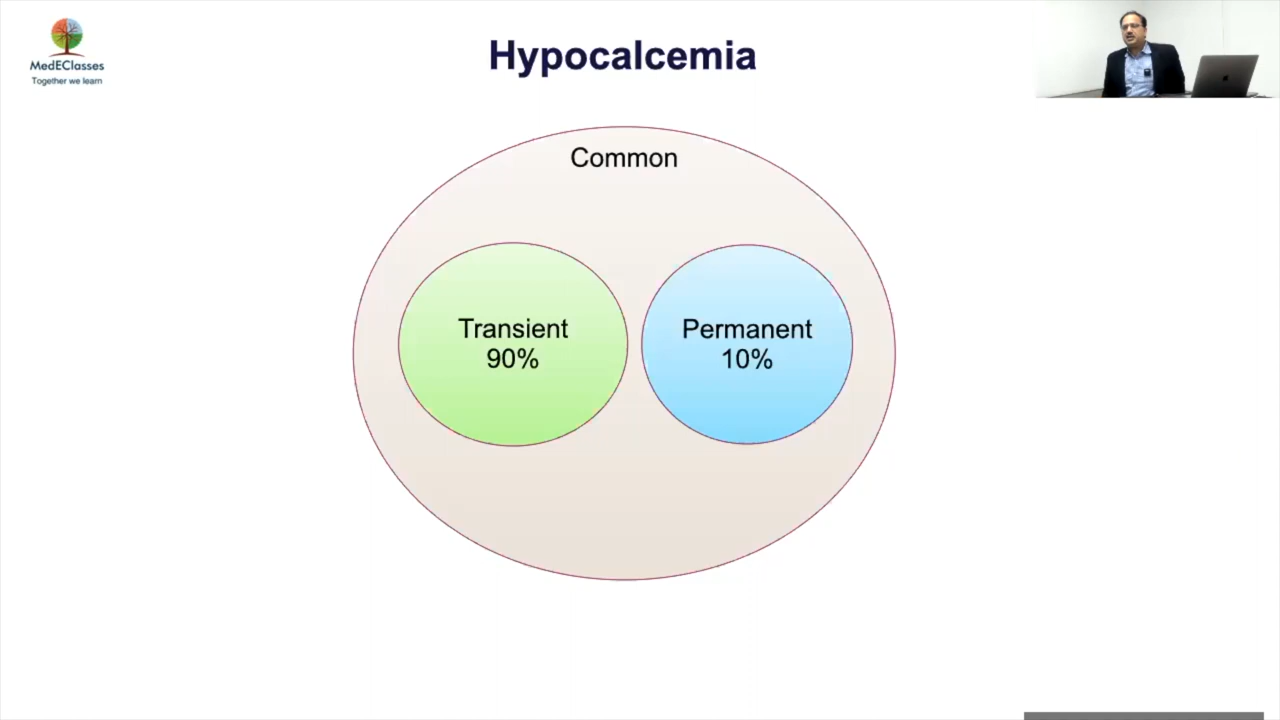 MedEClasses
Together we learn
Hypocalcemia
Common
Transient
90%
Permanent
10%